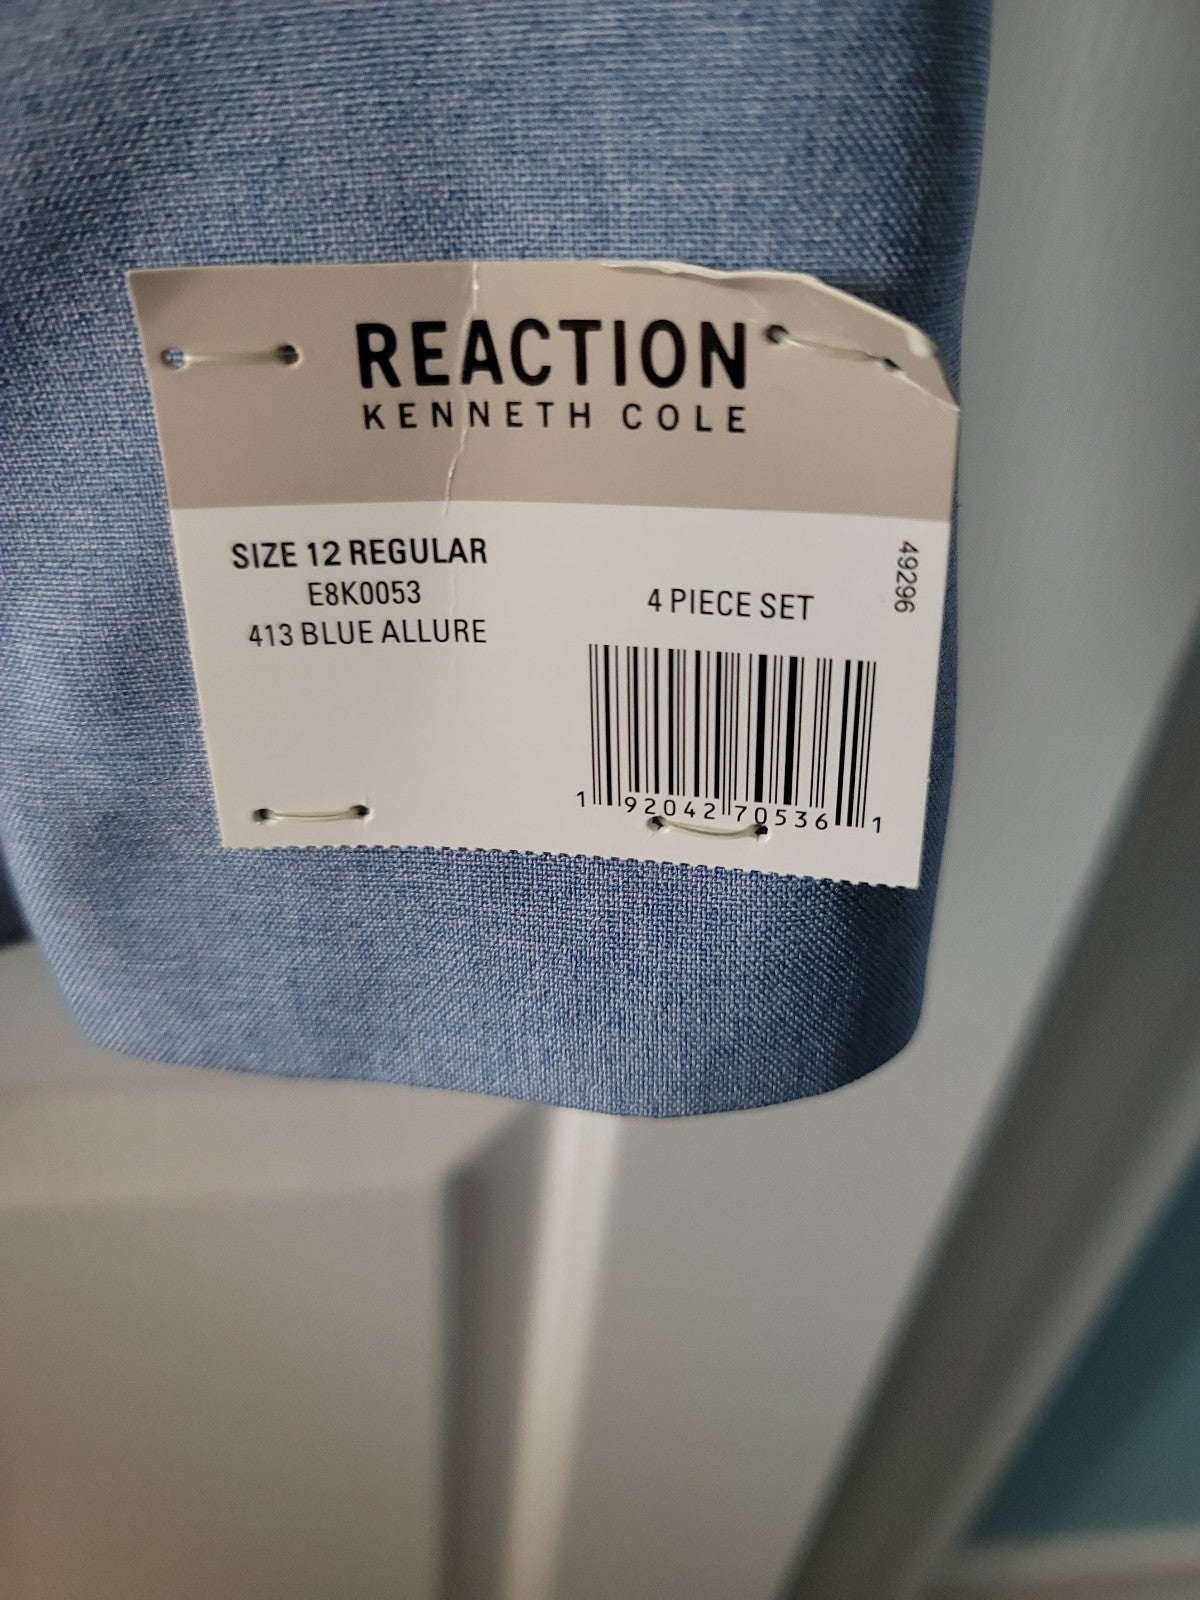 REACTION
KENNETH COLE
SIZE 12 REGULAR
E8K0053
413 BLUE ALLURE
4 PIECE SET
49296
1 92042 70536 1